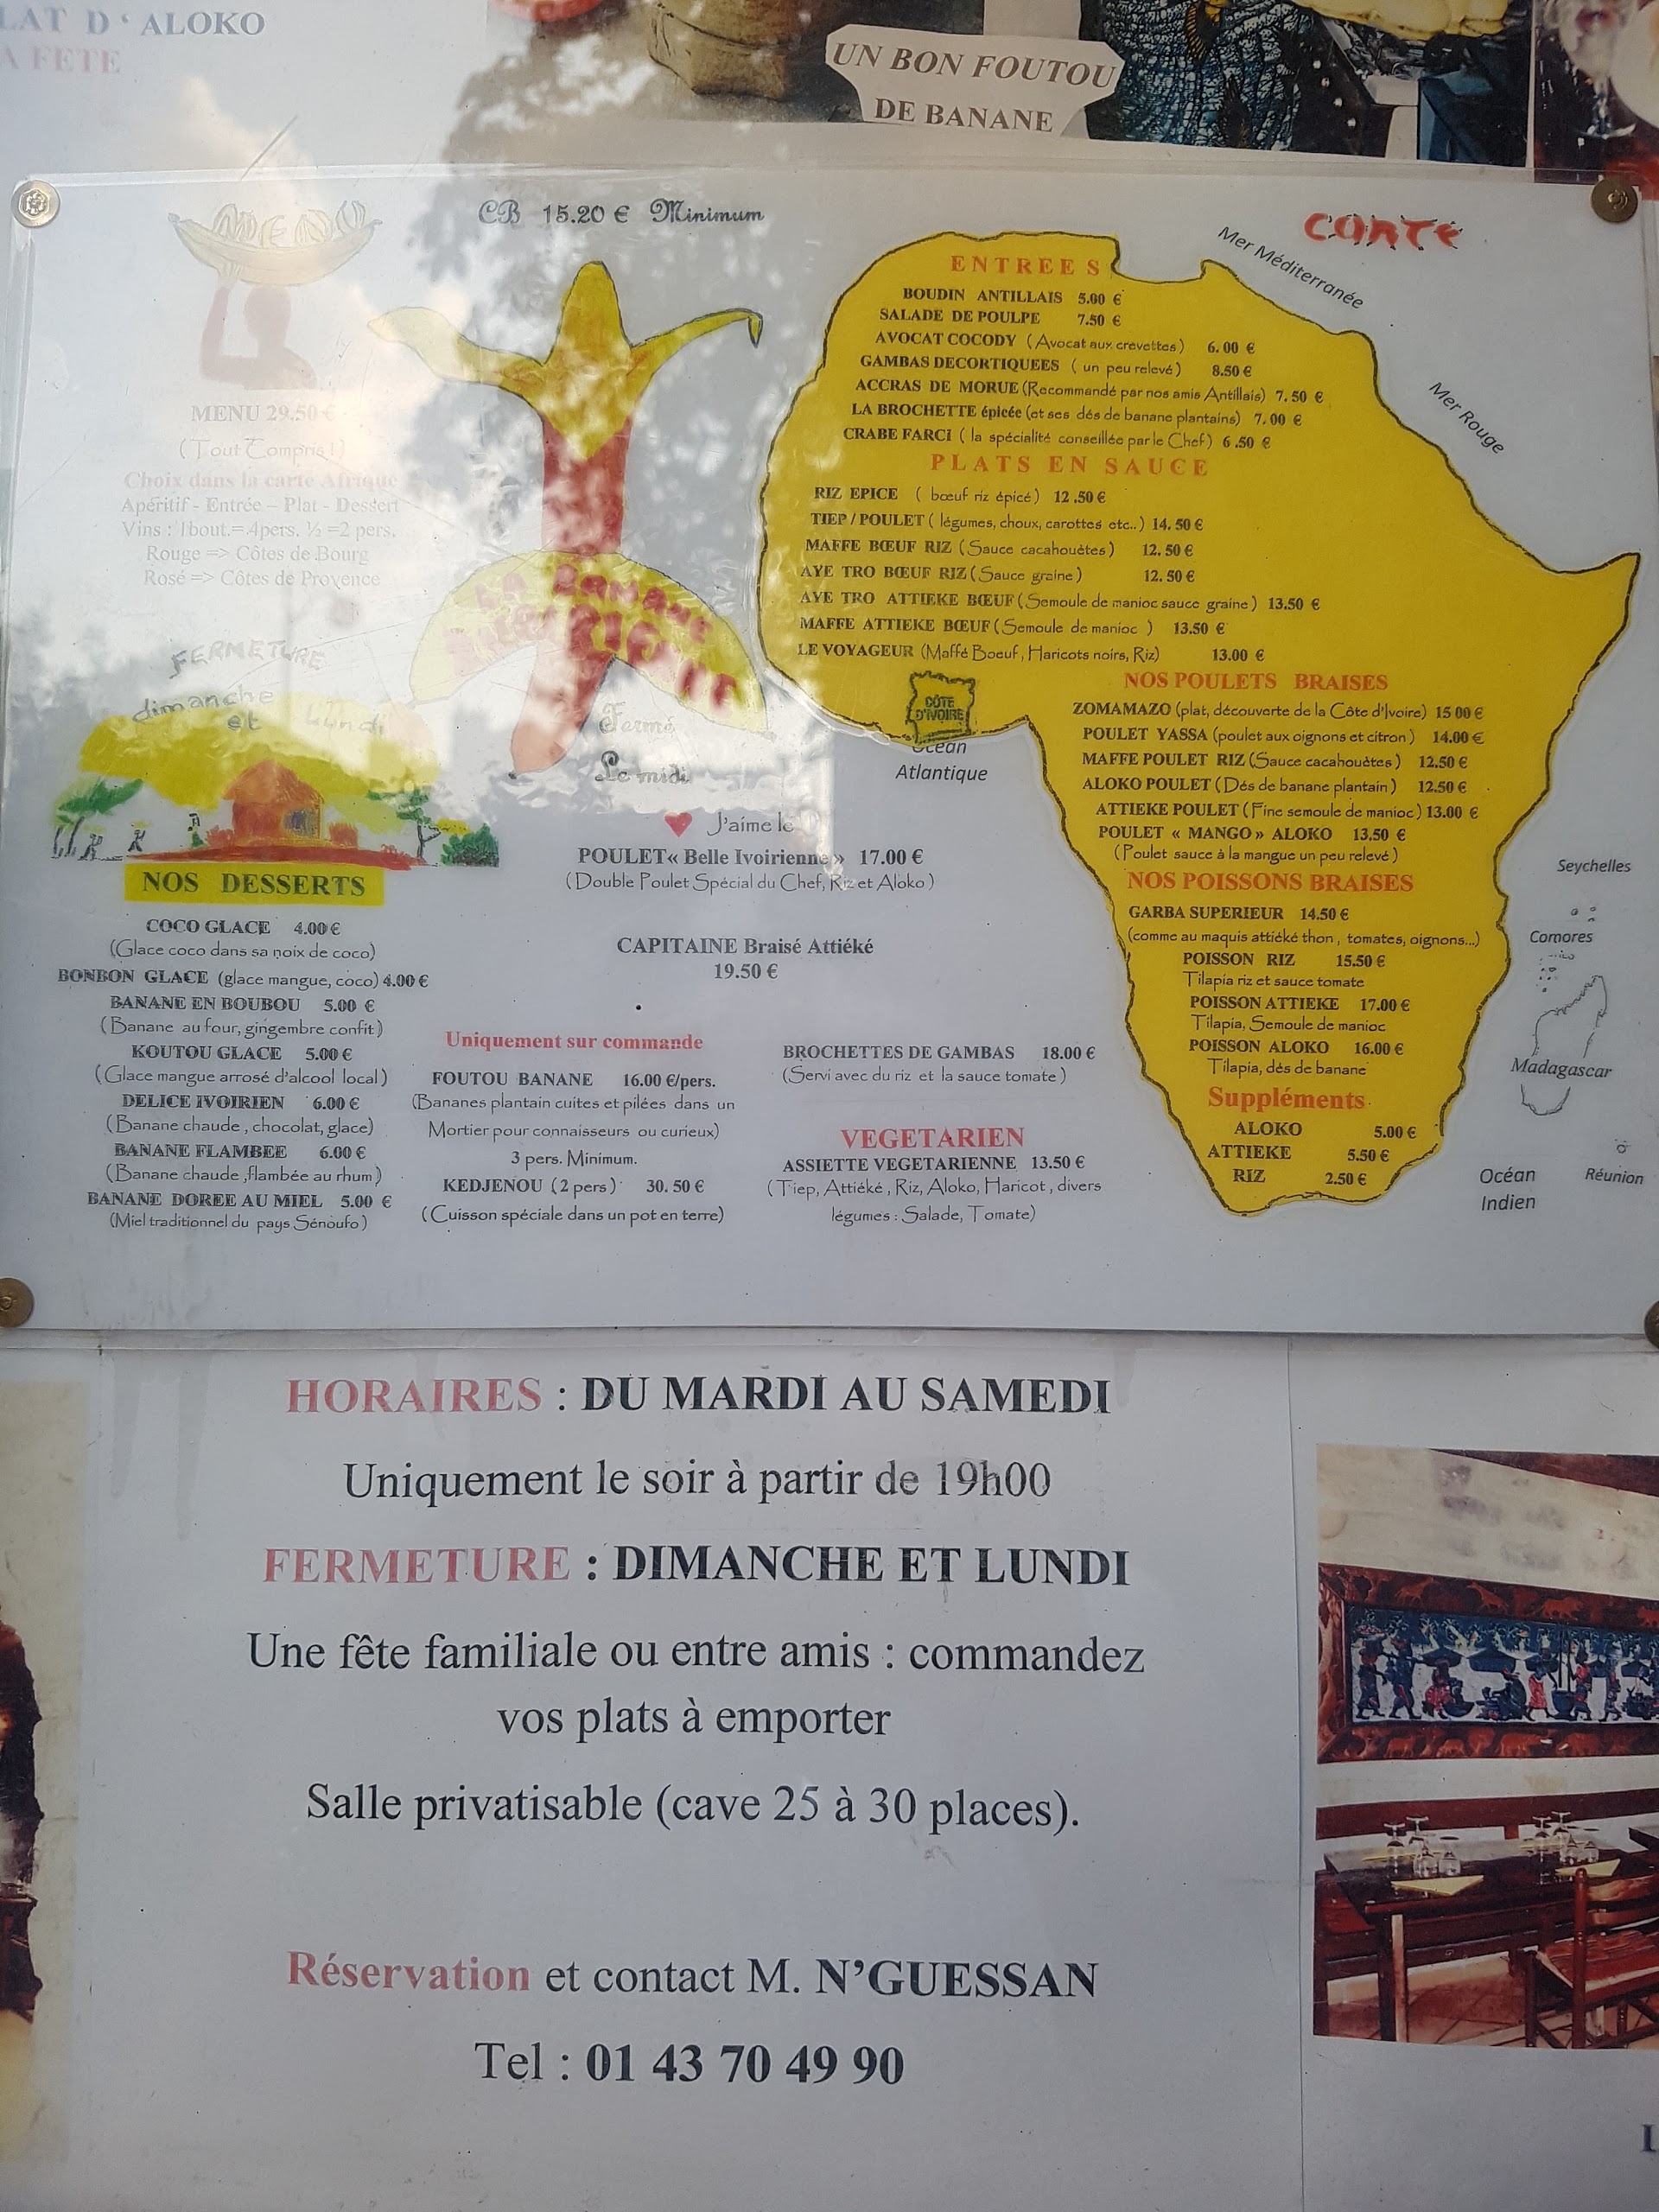 LAT D ' ALOKO
A FETE
UN BON FOUTOU
DE BANANE
CB 15.20 € Minimum
CARTE
MENU 29.50 €
(Tout Compris !)
Choix dans la carte Afrique
Apéritif - Entrée – Plat - Dessert
Vins : 1bout.= 4pers. ½ =2 pers.
Rouge => Côtes de Bourg
Rosé => Côtes de Provence
FERMETURE
dimanche
et Lundi
LA BANANE
IVOIRIENNE
Fermé
Le midi
♥ J'aime le
POULET« Belle Ivoirienne » 17.00 €
(Double Poulet Spécial du Chef, Riz et Aloko )
CAPITAINE Braisé Attiéké
19.50 €
NOS DESSERTS
COCO GLACE 4.00 €
(Glace coco dans sa noix de coco)
BONBON GLACE (glace mangue, coco) 4.00 €
BANANE EN BOUBOU 5.00 €
(Banane au four, gingembre confit)
KOUTOU GLACE 5.00 €
(Glace mangue arrosé d'alcool local)
DELICE IVOIRIEN 6.00 €
(Banane chaude , chocolat, glace)
BANANE FLAMBEE 6.00 €
(Banane chaude ,flambée au rhum)
BANANE DOREE AU MIEL 5.00 €
(Miel traditionnel du pays Sénoufo)
Uniquement sur commande
FOUTOU BANANE 16.00 €/pers.
(Bananes plantain cuites et pilées dans un
Mortier pour connaisseurs ou curieux)
3 pers. Minimum.
KEDJENOU (2 pers) 30. 50 €
( Cuisson spéciale dans un pot en terre)
BROCHETTES DE GAMBAS 18.00 €
(Servi avec du riz et la sauce tomate )
VEGETARIEN
ASSIETTE VEGETARIENNE 13.50 €
( Tiep, Attiéké , Riz, Aloko, Haricot , divers
légumes : Salade, Tomate)
ENTREES
BOUDIN ANTILLAIS 5.00 €
SALADE DE POULPE 7.50 €
AVOCAT COCODY (Avocat aux crevettes) 6. 00 €
GAMBAS DECORTIQUEES ( un peu relevé) 8.50 €
ACCRAS DE MORUE (Recommandé par nos amis Antillais) 7. 50 €
LA BROCHETTE épicée (et ses dés de banane plantains) 7. 00 €
CRABE FARCI ( la spécialité conseillée par le Chef) 6 .50 €
PLATS EN SAUCE
RIZ EPICE ( bœuf riz épicé) 12 .50 €
TIEP / POULET ( légumes, choux, carottes etc..) 14. 50 €
MAFFE BŒUF RIZ (Sauce cacahouètes) 12. 50 €
AYE TRO BŒUF RIZ (Sauce graine) 12. 50 €
AYE TRO ATTIEKE BŒUF (Semoule de manioc sauce graine) 13.50 €
MAFFE ATTIEKE BŒUF (Semoule de manioc ) 13.50 €
LE VOYAGEUR (Maffé Boeuf, Haricots noirs, Riz) 13.00 €
NOS POULETS BRAISES
ZOMAMAZO (plat, découverte de la Côte d'Ivoire) 15 00 €
POULET YASSA (poulet aux oignons et citron ) 14.00 €
MAFFE POULET RIZ (Sauce cacahouètes ) 12.50 €
ALOKO POULET (Dés de banane plantain ) 12.50 €
ATTIEKE POULET (Fine semoule de manioc) 13.00 €
POULET « MANGO » ALOKO 13.50 €
(Poulet sauce à la mangue un peu relevé )
NOS POISSONS BRAISES
GARBA SUPERIEUR 14.50 €
(comme au maquis attiéké thon , tomates, oignons...)
POISSON RIZ 15.50 €
Tilapia riz et sauce tomate
POISSON ATTIEKE 17.00 €
Tilapia, Semoule de manioc
POISSON ALOKO 16.00 €
Tilapia, dés de banane
Suppléments
ALOKO 5.00 €
ATTIEKE 5.50 €
RIZ 2.50 €
Mer Méditerranée
Mer Rouge
CÔTE
D'IVOIRE
Océan
Atlantique
Seychelles
Comores
Madagascar
Océan
Indien
Réunion
HORAIRES : DU MARDI AU SAMEDI
Uniquement le soir à partir de 19h00
FERMETURE : DIMANCHE ET LUNDI
Une fête familiale ou entre amis : commandez
vos plats à emporter
Salle privatisable (cave 25 à 30 places).
Réservation et contact M. N'GUESSAN
Tel : 01 43 70 49 90